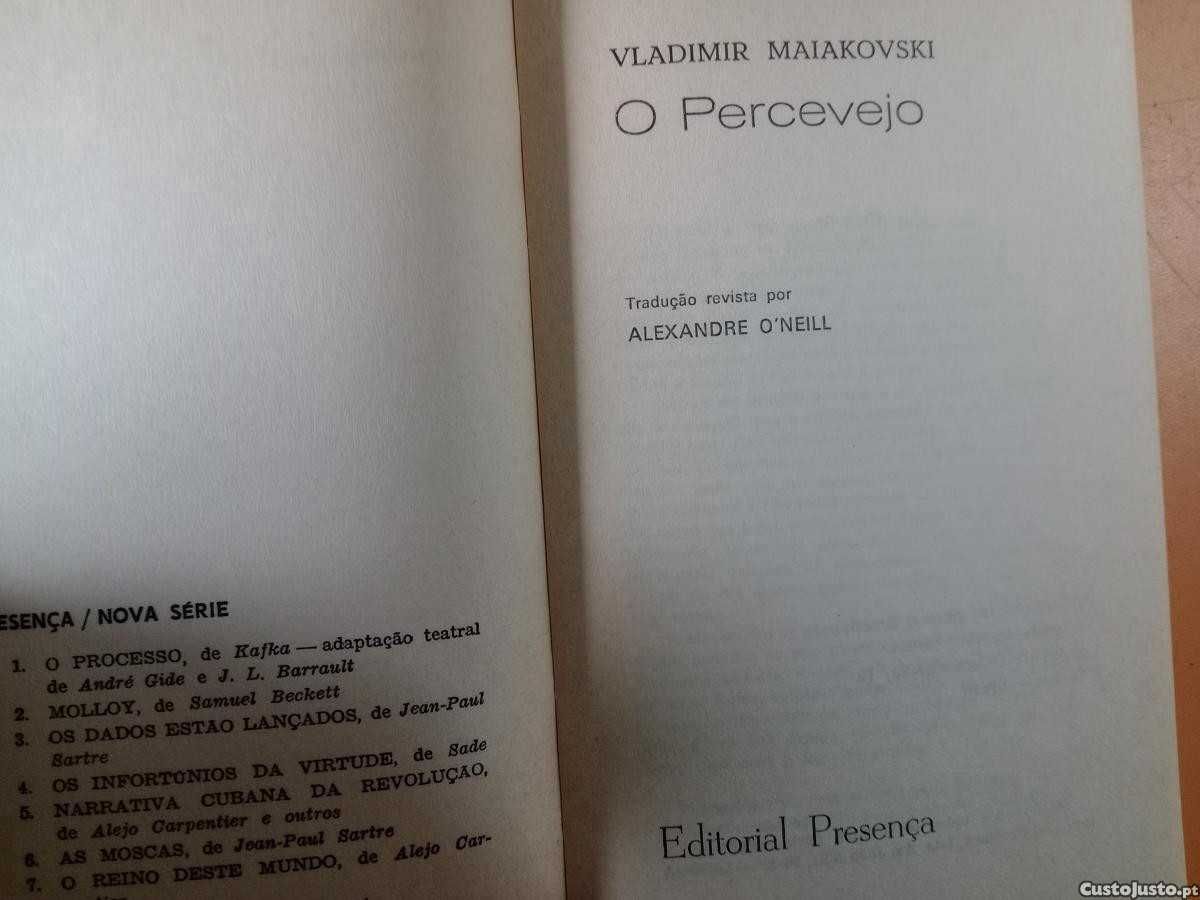 ESENÇA / NOVA SÉRIE
1. O PROCESSO, de Kafka — adaptação teatral
de André Gide e J. L. Barrault
2. MOLLOY, de Samuel Beckett
3. OS DADOS ESTÃO LANÇADOS, de Jean-Paul
Sartre
4. OS INFORTÚNIOS DA VIRTUDE, de Sade
5. NARRATIVA CUBANA DA REVOLUÇÃO,
de Alejo Carpentier e outros
6. AS MOSCAS, de Jean-Paul Sartre
7. O REINO DESTE MUNDO, de Alejo Car-
VLADIMIR MAIAKOVSKI
O Percevejo
Tradução revista por
ALEXANDRE O'NEILL
Editorial Presença
CustoJusto.pt